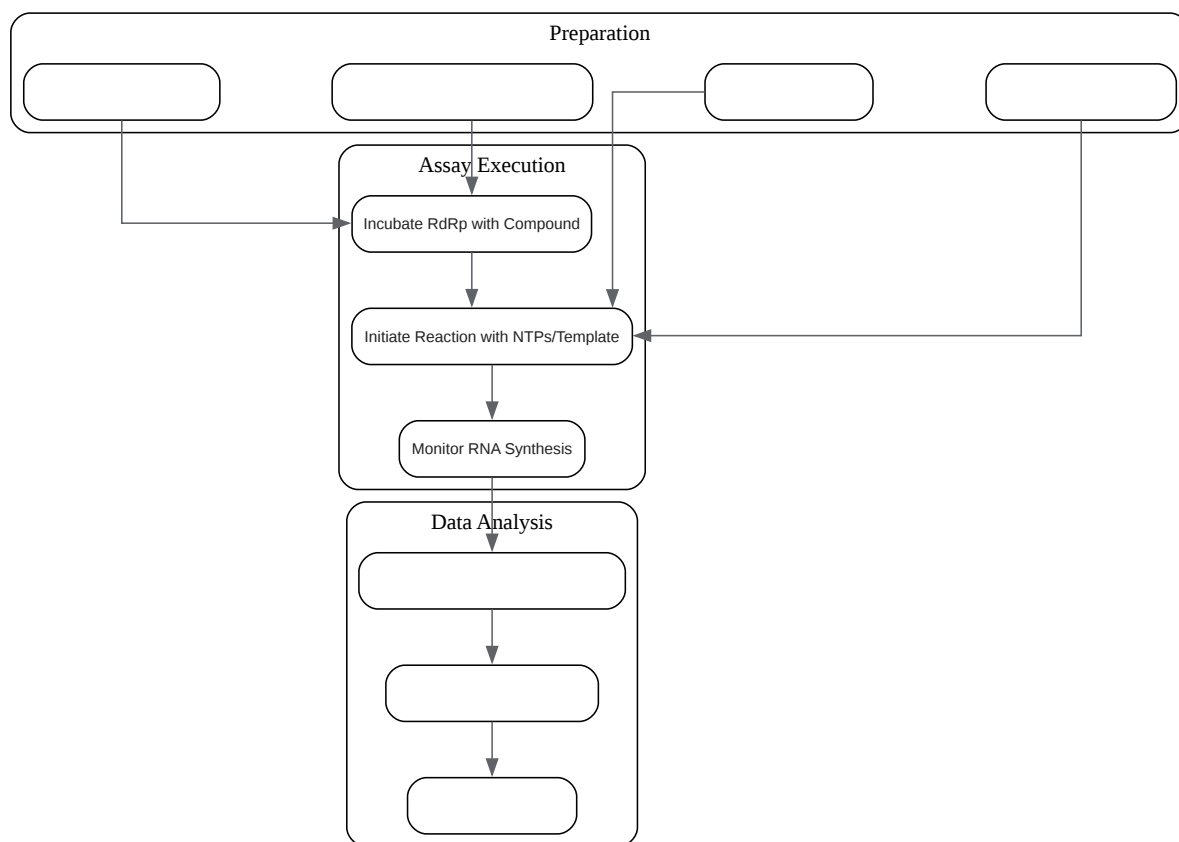 Preparation
Assay Execution
Incubate RdRp with Compound
Initiate Reaction with NTPs/Template
Monitor RNA Synthesis
Data Analysis